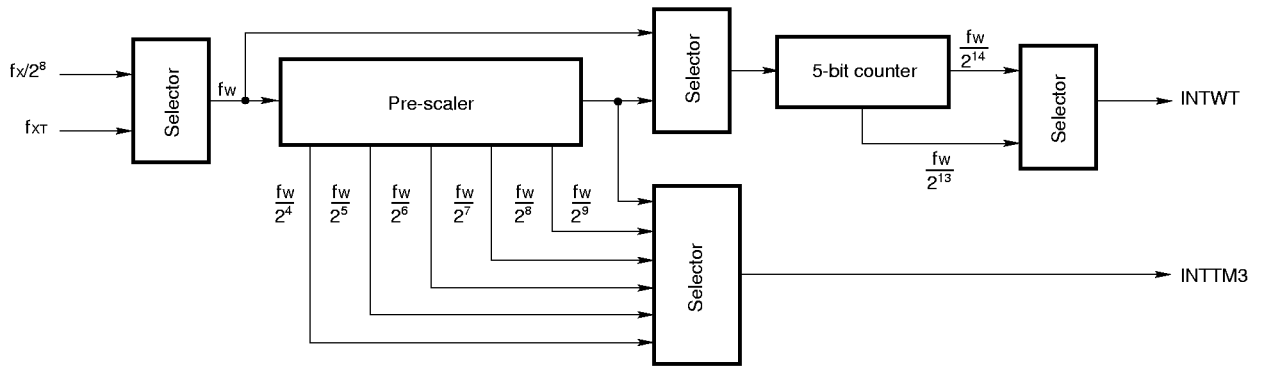 fX/2⁸
fXT
Selector
fW
Pre-scaler
Selector
5-bit counter
fW
2¹⁴
fW
2¹³
Selector
INTWT
fW
2⁴
fW
2⁵
fW
2⁶
fW
2⁷
fW
2⁸
fW
2⁹
Selector
INTTM3